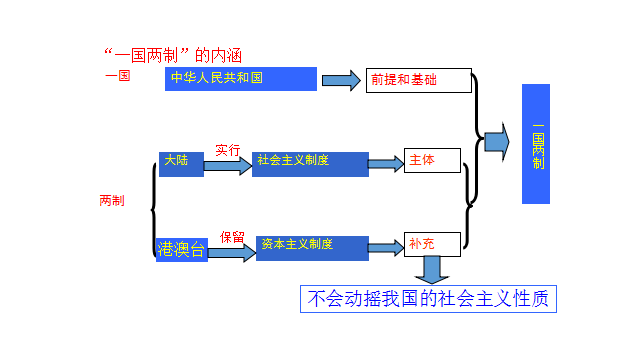 “一国两制”的内涵
一国
中华人民共和国
前提和基础
一国两制
大陆
实行
社会主义制度
主体
两制
港澳台
保留
资本主义制度
补充
不会动摇我国的社会主义性质